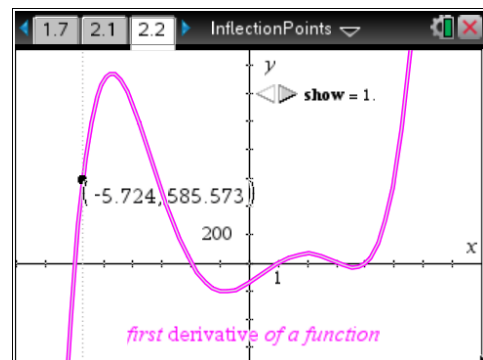 1.7 2.1 2.2 InflectionPoints
y
show = 1.
(-5.724,585.573)
200
x
1
first derivative of a function